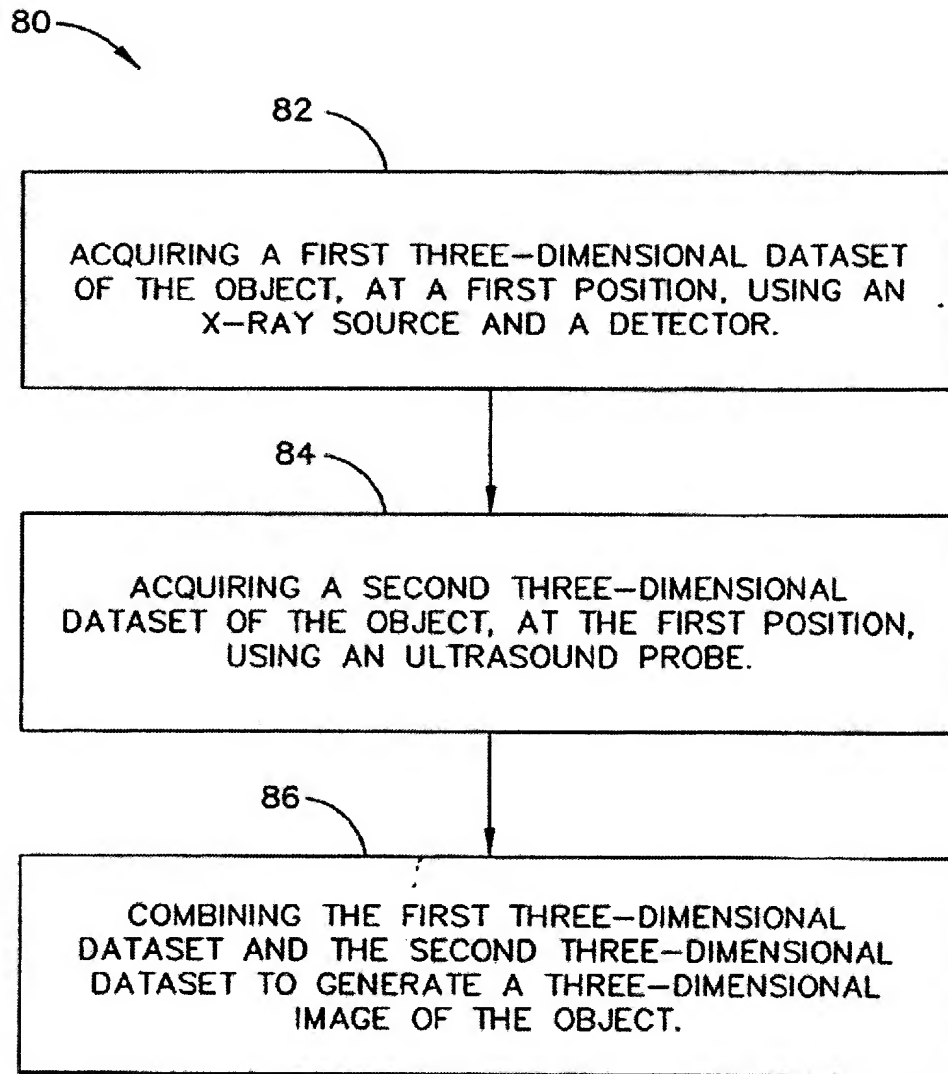 80
82
ACQUIRING A FIRST THREE–DIMENSIONAL DATASET
OF THE OBJECT, AT A FIRST POSITION, USING AN
X–RAY SOURCE AND A DETECTOR.
84
ACQUIRING A SECOND THREE–DIMENSIONAL
DATASET OF THE OBJECT, AT THE FIRST POSITION,
USING AN ULTRASOUND PROBE.
86
COMBINING THE FIRST THREE–DIMENSIONAL
DATASET AND THE SECOND THREE–DIMENSIONAL
DATASET TO GENERATE A THREE–DIMENSIONAL
IMAGE OF THE OBJECT.